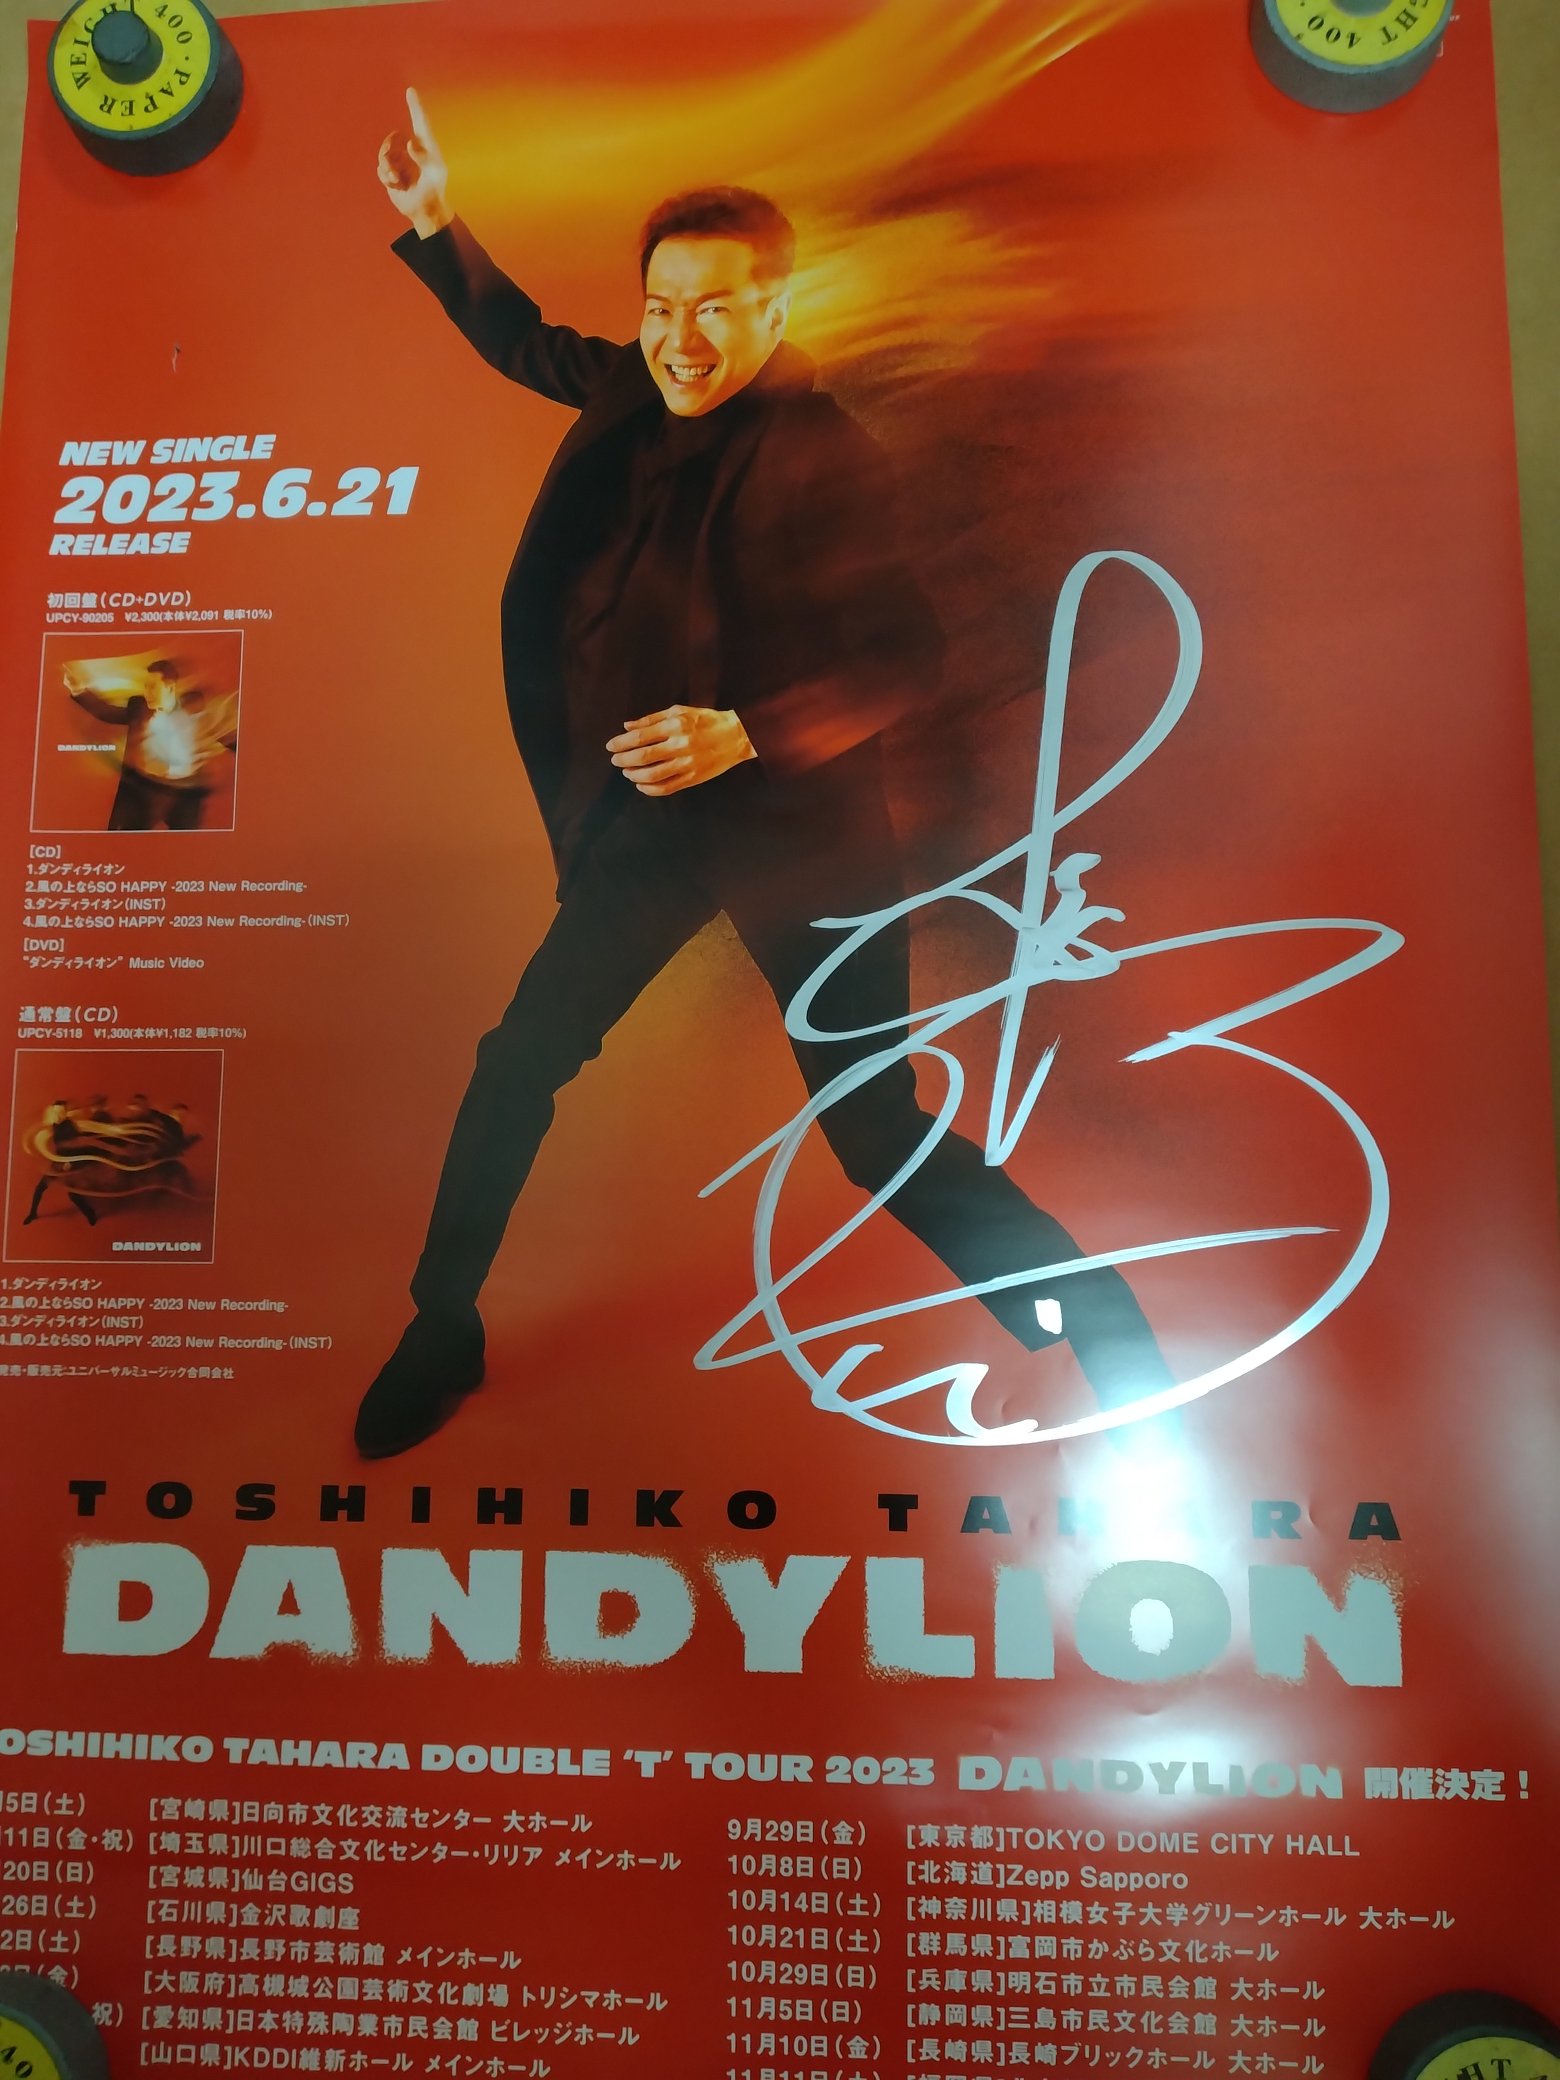 PAPER WEIGHT 400
NEW SINGLE
2023.6.21
RELEASE
初回盤(CD+DVD)
UPCY-90205 ¥2,300(本体¥2,091 税率10%)
DANDYLION
[CD]
1.ダンディライオン
2.風の上ならSO HAPPY -2023 New Recording-
3.ダンディライオン(INST)
4.風の上ならSO HAPPY -2023 New Recording-(INST)
[DVD]
"ダンディライオン" Music Video
通常盤(CD)
UPCY-5118 ¥1,300(本体¥1,182 税率10%)
DANDYLION
1.ダンディライオン
2.風の上ならSO HAPPY -2023 New Recording-
3.ダンディライオン(INST)
4.風の上ならSO HAPPY -2023 New Recording-(INST)
発売・販売元:ユニバーサルミュージック合同会社
TOSHIHIKO TAHARA
DANDYLION
OSHIHIKO TAHARA DOUBLE 'T' TOUR 2023 DANDYLION 開催決定!
5日(土) [宮崎県]日向市文化交流センター 大ホール
11日(金・祝) [埼玉県]川口総合文化センター・リリア メインホール
20日(日) [宮城県]仙台GIGS
26日(土) [石川県]金沢歌劇座
2日(土) [長野県]長野市芸術館 メインホール
(金) [大阪府]高槻城公園芸術文化劇場 トリシマホール
祝) [愛知県]日本特殊陶業市民会館 ビレッジホール
[山口県]KDDI維新ホール メインホール
9月29日(金) [東京都]TOKYO DOME CITY HALL
10月8日(日) [北海道]Zepp Sapporo
10月14日(土) [神奈川県]相模女子大学グリーンホール 大ホール
10月21日(土) [群馬県]富岡市かぶら文化ホール
10月29日(日) [兵庫県]明石市立市民会館 大ホール
11月5日(日) [静岡県]三島市民文化会館 大ホール
11月10日(金) [長崎県]長崎ブリックホール 大ホール
11月11日(土)